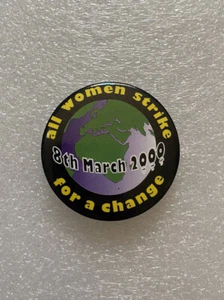 all women strike
8th March 2000
for a change